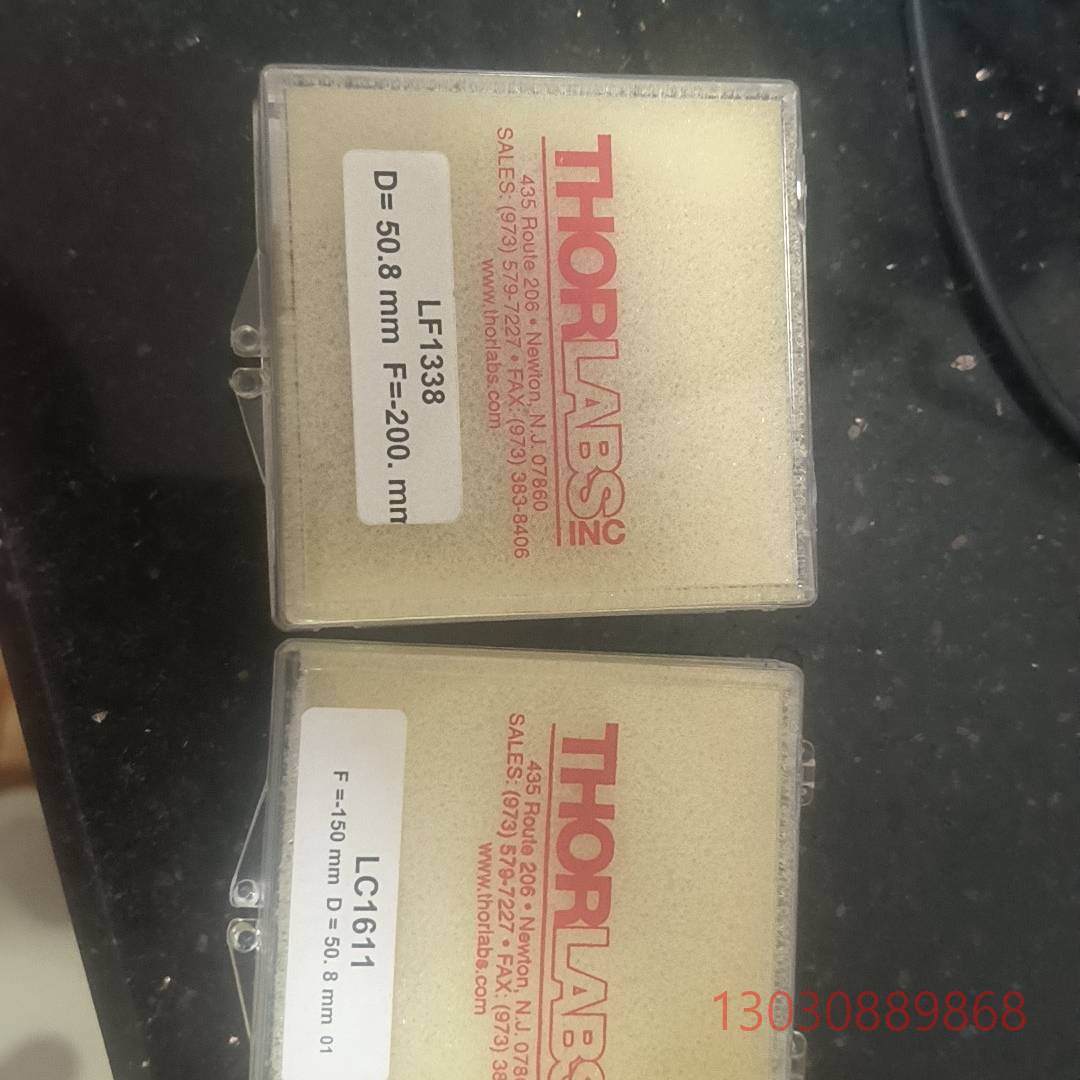 THORLABS INC
435 Route 206 • Newton, N.J. 07860
SALES: (973) 579-7227 • FAX: (973) 383-8406
www.thorlabs.com
LF1338
D= 50.8 mm F=-200. mm
THORLABS
435 Route 206 • Newton, N.J. 078
SALES: (973) 579-7227 • FAX: (973) 38
www.thorlabs.com
LC1611
F =-150 mm D = 50. 8 mm 01
13030889868